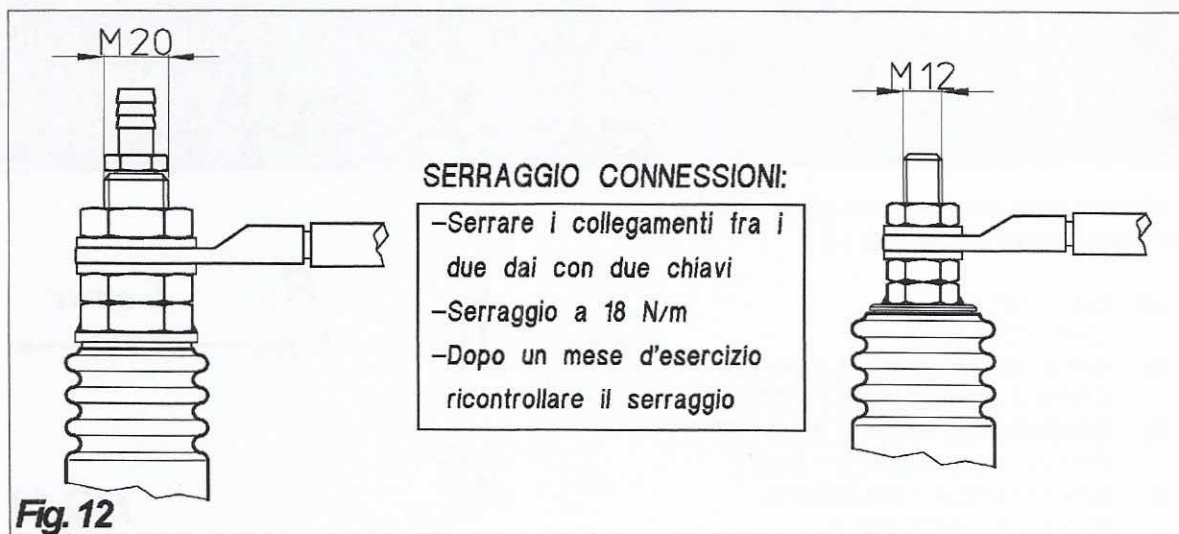 M20
M12
SERRAGGIO CONNESSIONI:
-Serrare i collegamenti fra i
due dai con due chiavi
-Serraggio a 18 N/m
-Dopo un mese d'esercizio
ricontrollare il serraggio
Fig. 12